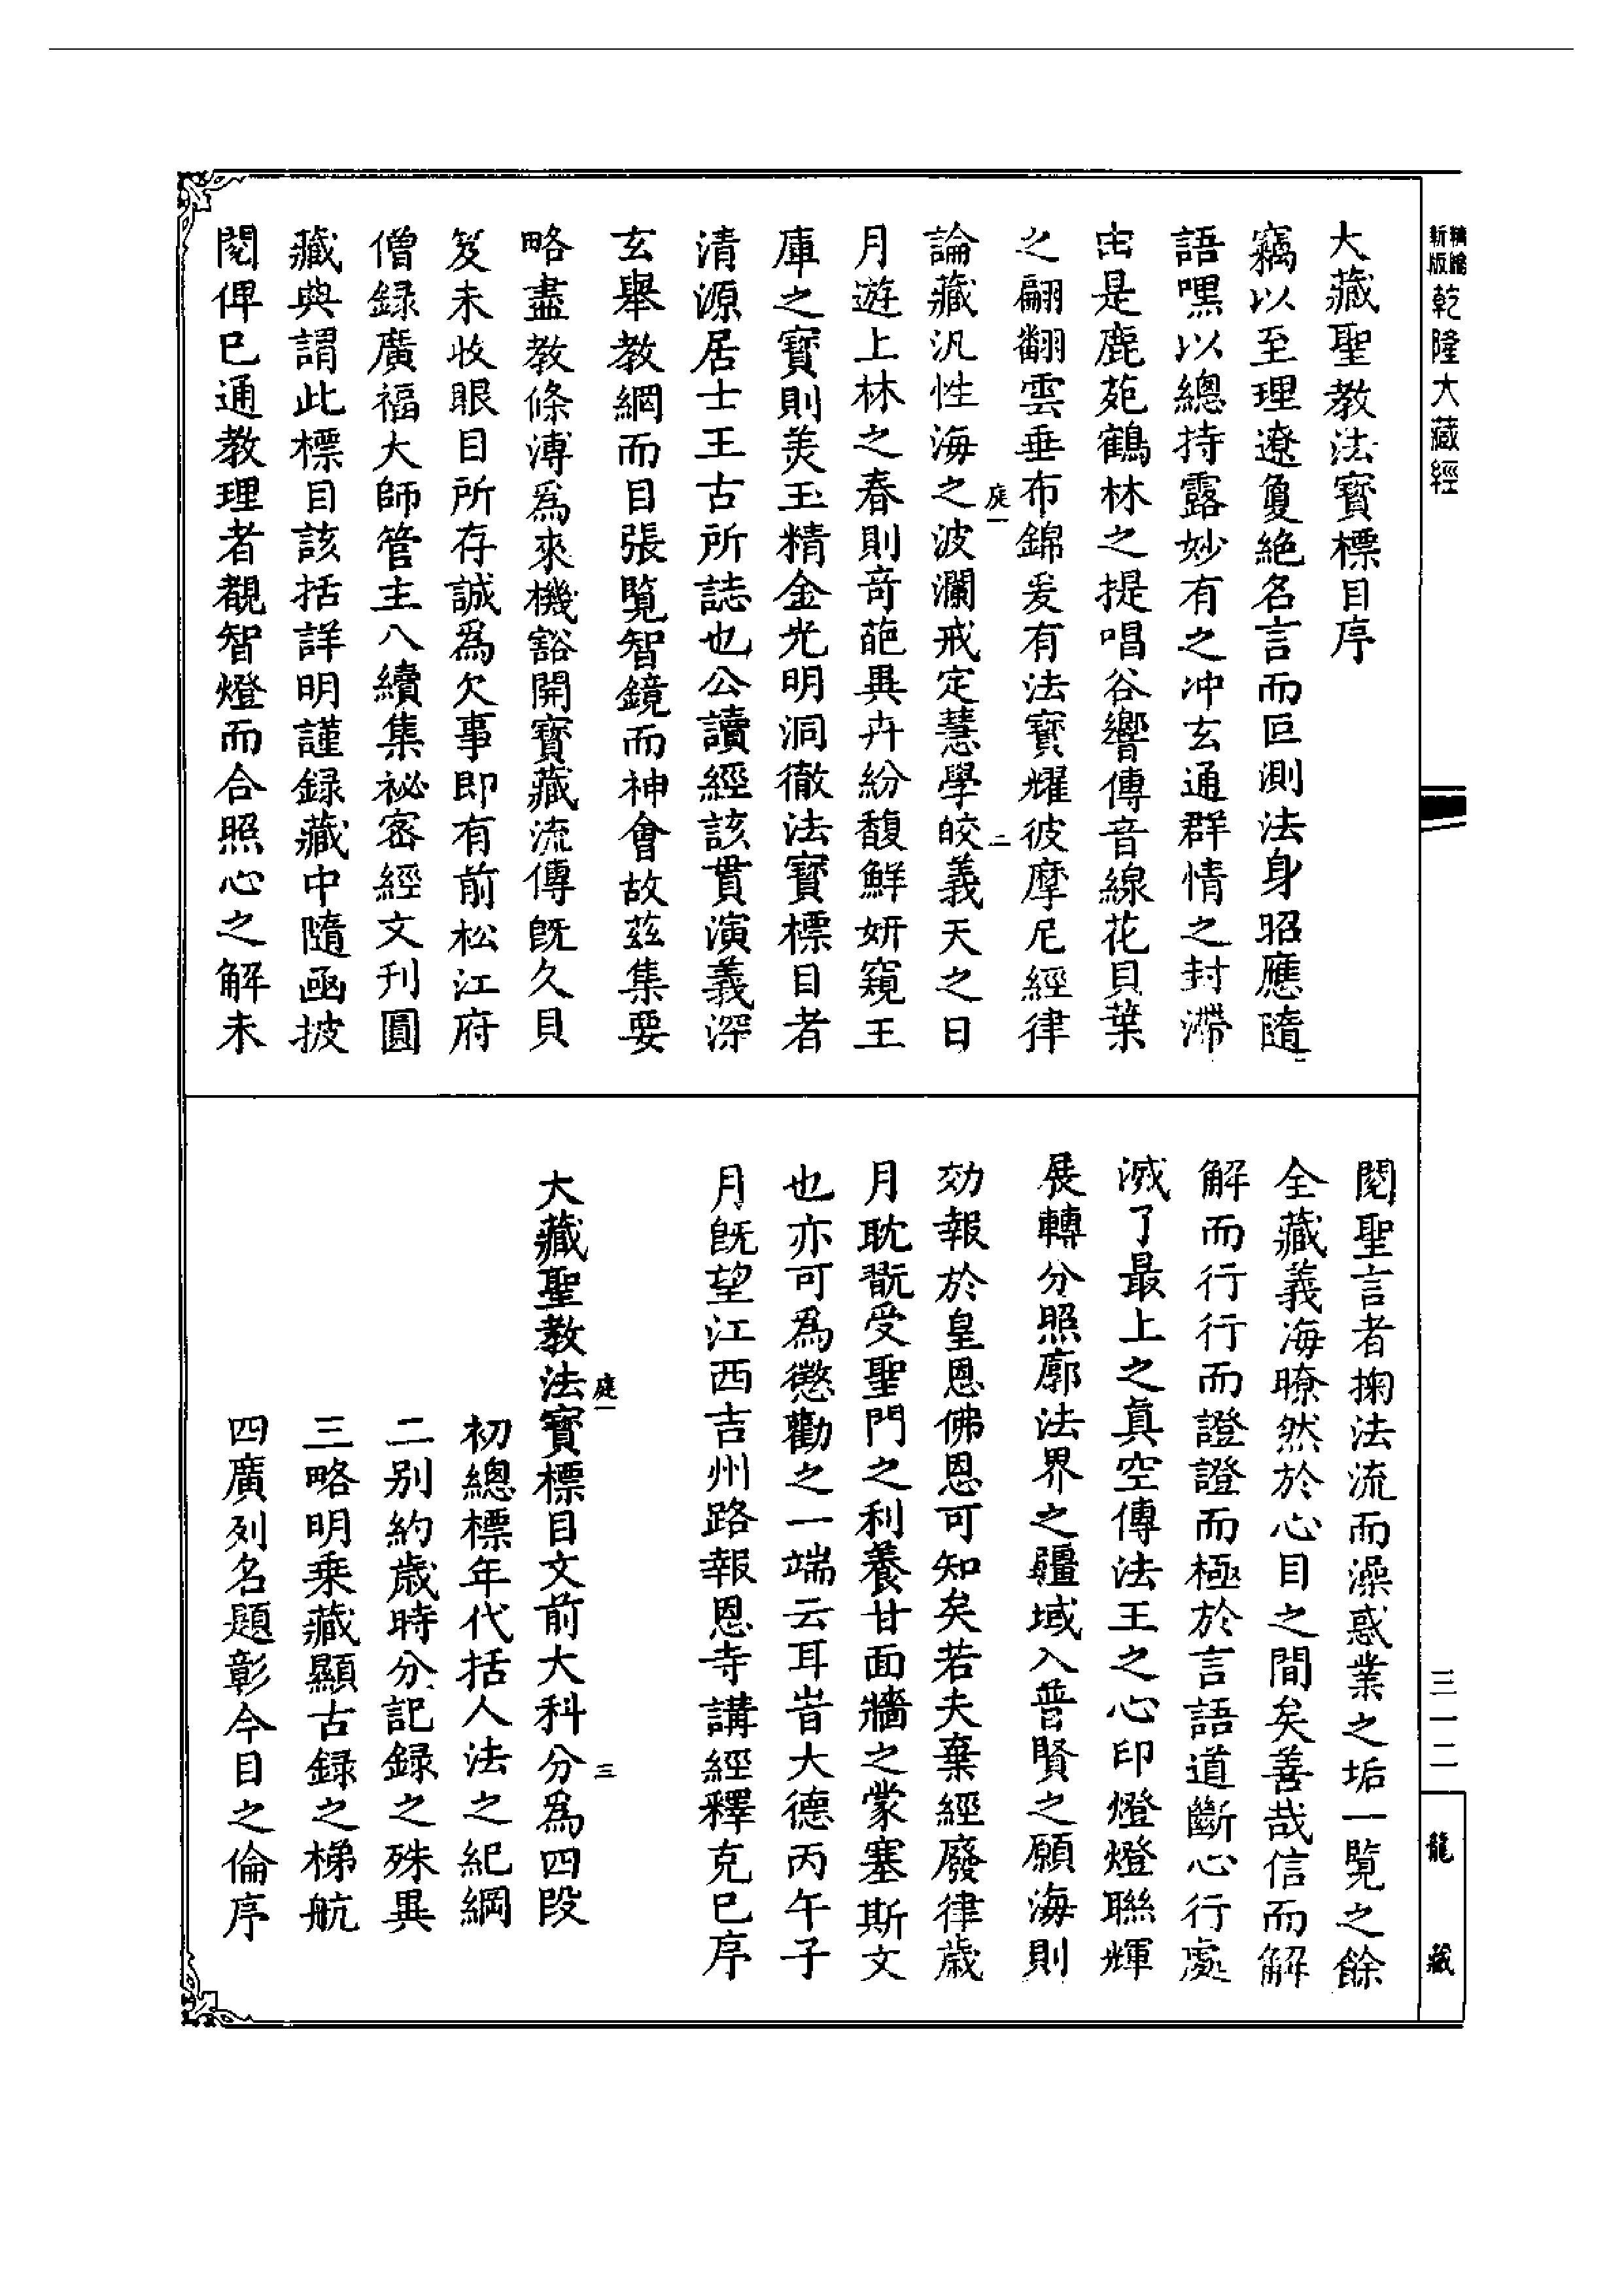 精縮新版乾隆大藏經
大藏聖教法寶標目序
竊以至理遼敻絶名言而叵測法身昭應隨
語嘿以總持露妙有之冲玄通群情之封滯
由是鹿苑鶴林之提唱谷響傳音線花貝葉
之翩翻雲垂布錦爰有法寶耀彼摩尼經律
庭一
二
論藏汎性海之波瀾戒定慧學皎義天之日
月遊上林之春則竒葩異卉紛馥鮮妍窺王
庫之寶則羙玉精金光明洞徹法寶標目者
清源居士王古所誌也公讀經該貫演義深
玄舉教網而目張覧智鏡而神會故茲集要
略盡教條溥爲來機豁開寶藏流傳旣久貝
笈未收眼目所存誠爲欠事即有前松江府
僧録廣福大師管主八續集祕密經文刋圓
藏典謂此標目該括詳明謹録藏中隨函披
閱俾已通教理者覩智燈而合照心之解未
閱聖言者掬法流而澡惑業之垢一覧之餘
全藏義海瞭然於心目之間矣善哉信而解
解而行行而證證而極於言語道斷心行處
滅了最上之真空傳法王之心印燈燈聯輝
展轉分照廓法界之疆域入普賢之願海則
効報於皇恩佛恩可知矣若夫棄經廢律歲
月耽翫受聖門之利養甘面牆之蒙塞斯文
也亦可爲懲勸之一端云耳旹大德丙午子
月旣望江西吉州路報恩寺講經釋克已序
庭一
三
大藏聖教法寶標目文前大科分爲四段
初總標年代括人法之紀綱
二别約歲時分記録之殊異
三略明乗藏顯古録之梯航
四廣列名題彰今目之倫序
三一二
龍藏